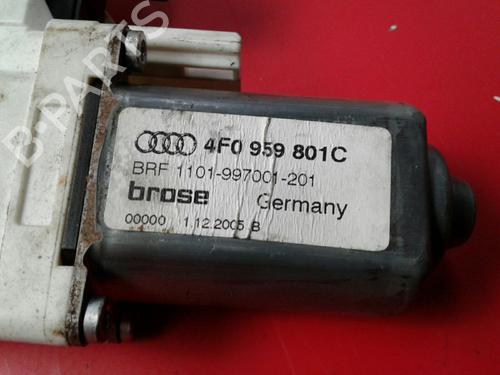 B-PARTS
4F0 959 801C
BRF 1101-997001-201
brose Germany
00000 1.12.2005 B